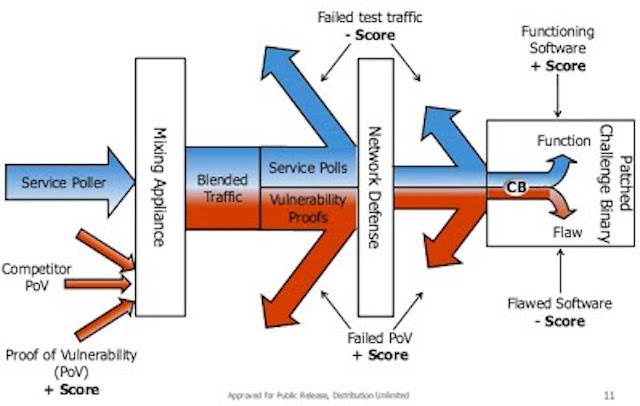 Failed test traffic
- Score
Functioning
Software
+ Score
Mixing Appliance
Service Poller
Blended
Traffic
Service Polls
Vulnerability
Proofs
Network Defense
CB
Function
Flaw
Patched
Challenge Binary
Competitor
PoV
Proof of Vulnerability
(PoV)
+ Score
Failed PoV
+ Score
Flawed Software
- Score
Approved for Public Release, Distribution Unlimited
11